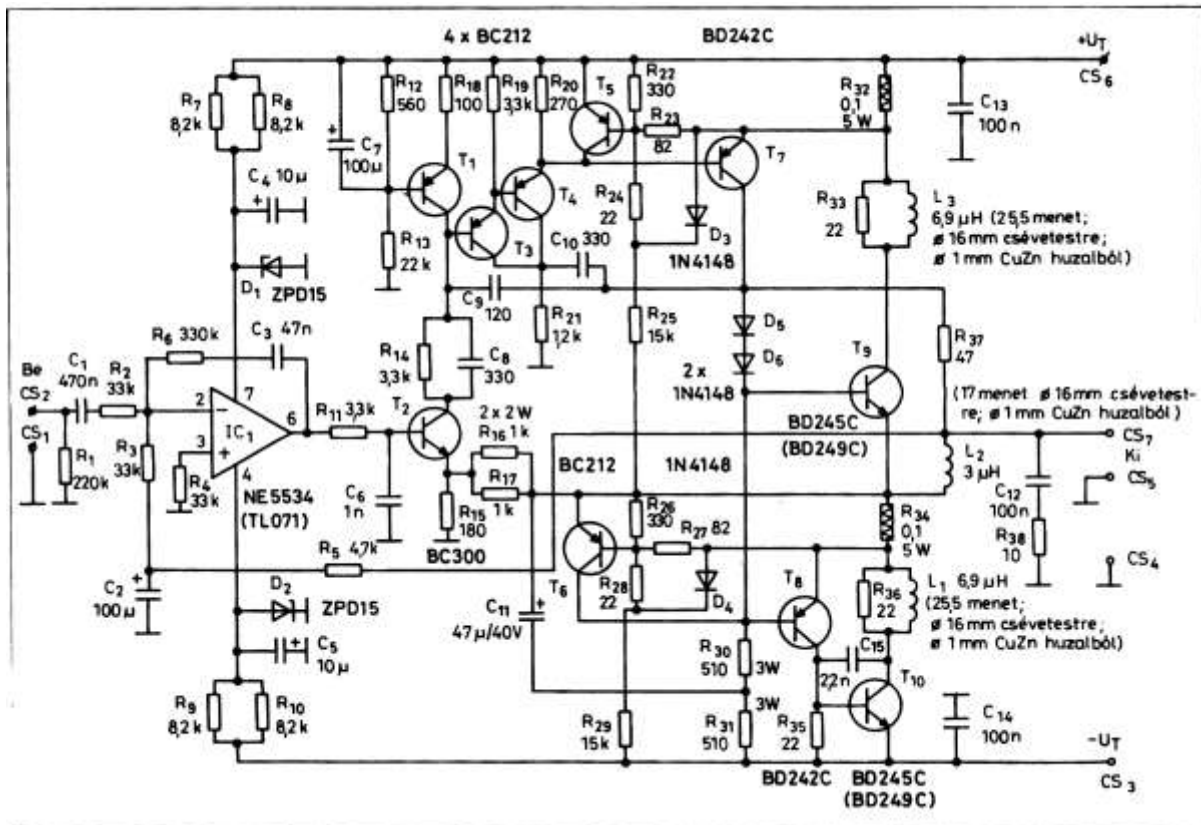 4 x BC212
BD242C
+U_T
CS6
R7
8,2k
R8
8,2k
R12
560
R18
100
R19
3,3k
R20
270
T5
R22
330
R23
82
R32
0,1
5 W
C13
100 n
C7
100µ
+
T1
T4
T3
T7
C4 10µ
+
R13
22 k
C10 330
R24
22
D3
1N4148
R33
22
L3
6,9 µH (25,5 menet;
ø 16 mm csévetestre;
ø 1 mm CuZn huzalból)
D1
ZPD15
C9
120
R21
1,2k
R25
15k
D5
D6
2 x
1N4148
T9
R37
47
R6 330k
C3 47n
C1
470n
R2
33k
Be
CS2
CS1
R14
3,3k
C8
330
7
2
-
6
3
+
4
IC1
R11 3,3k
T2
2 x 2 W
R16 1 k
R17
1 k
BC212
1N4148
BD245C
(BD249C)
(17 menet ø 16 mm csévetest-
re; ø 1 mm CuZn huzalból)
CS7
Ki
CS5
L2
3 µH
C12
100n
R38
10
CS4
R1
220k
R3
33k
R4
33k
NE5534
(TL071)
C6
1n
R15
180
BC300
R26
330
R27 82
R34
0,1
5 W
R5 4,7k
T6
R28
22
D4
T8
R36
22
L1 6,9 µH
(25,5 menet;
ø 16 mm csévetestre;
ø 1 mm CuZn huzalból)
C2
100µ
+
D2
ZPD15
C11
47µ/40V
+
C5
10µ
+
R30
510
3W
C15
2,2n
T10
R9
8,2k
R10
8,2k
R29
15k
R31
510
3W
R35
22
C14
100n
-U_T
CS3
BD242C
BD245C
(BD249C)